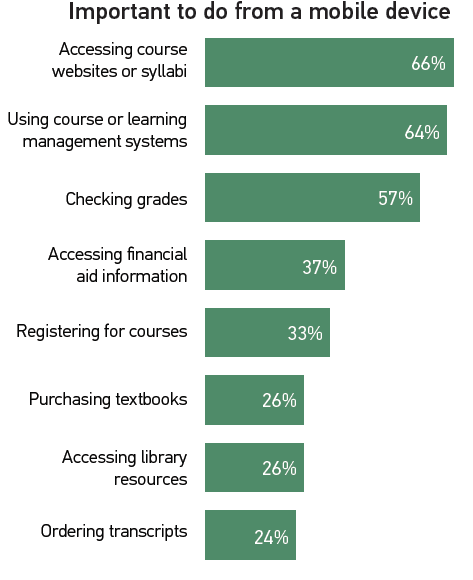 Important to do from a mobile device
Accessing course
websites or syllabi
66%
Using course or learning
management systems
64%
Checking grades
57%
Accessing financial
aid information
37%
Registering for courses
33%
Purchasing textbooks
26%
Accessing library
resources
26%
Ordering transcripts
24%